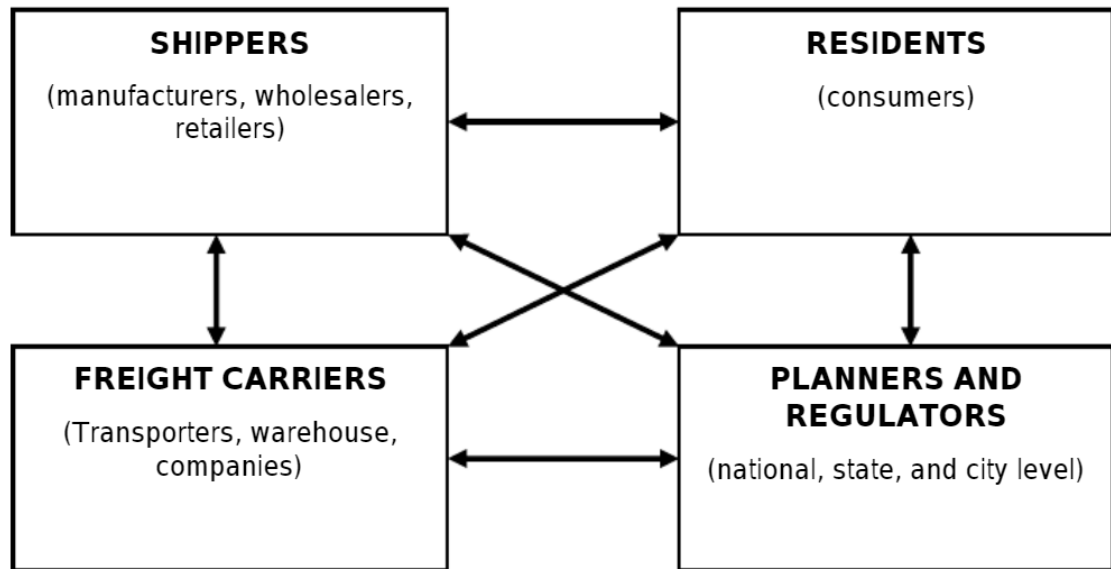 SHIPPERS
(manufacturers, wholesalers,
retailers)
RESIDENTS
(consumers)
FREIGHT CARRIERS
(Transporters, warehouse,
companies)
PLANNERS AND
REGULATORS
(national, state, and city level)